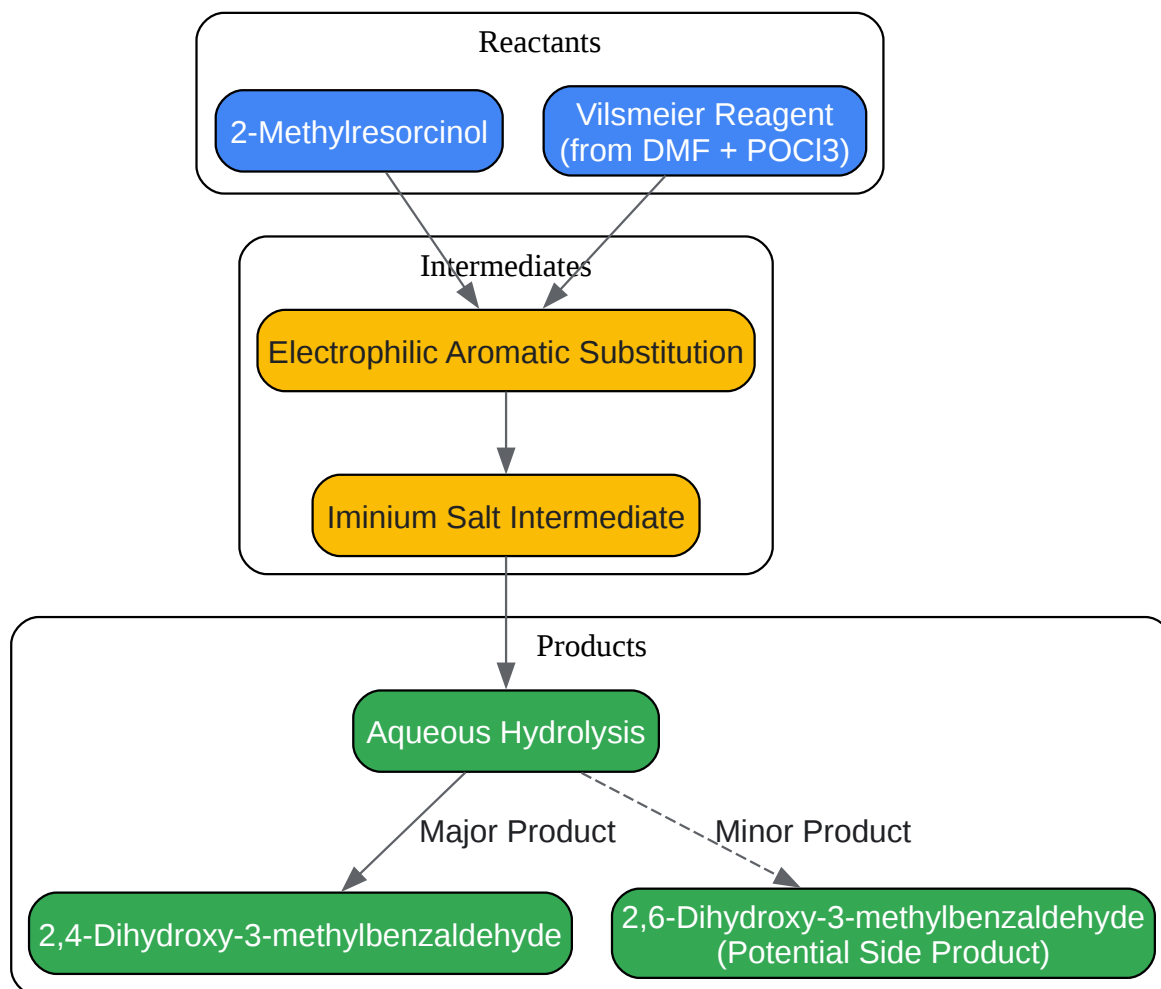 Reactants
2-Methylresorcinol
Vilsmeier Reagent
(from DMF + POCl3)
Intermediates
Electrophilic Aromatic Substitution
Iminium Salt Intermediate
Products
Aqueous Hydrolysis
Major Product
Minor Product
2,4-Dihydroxy-3-methylbenzaldehyde
2,6-Dihydroxy-3-methylbenzaldehyde
(Potential Side Product)